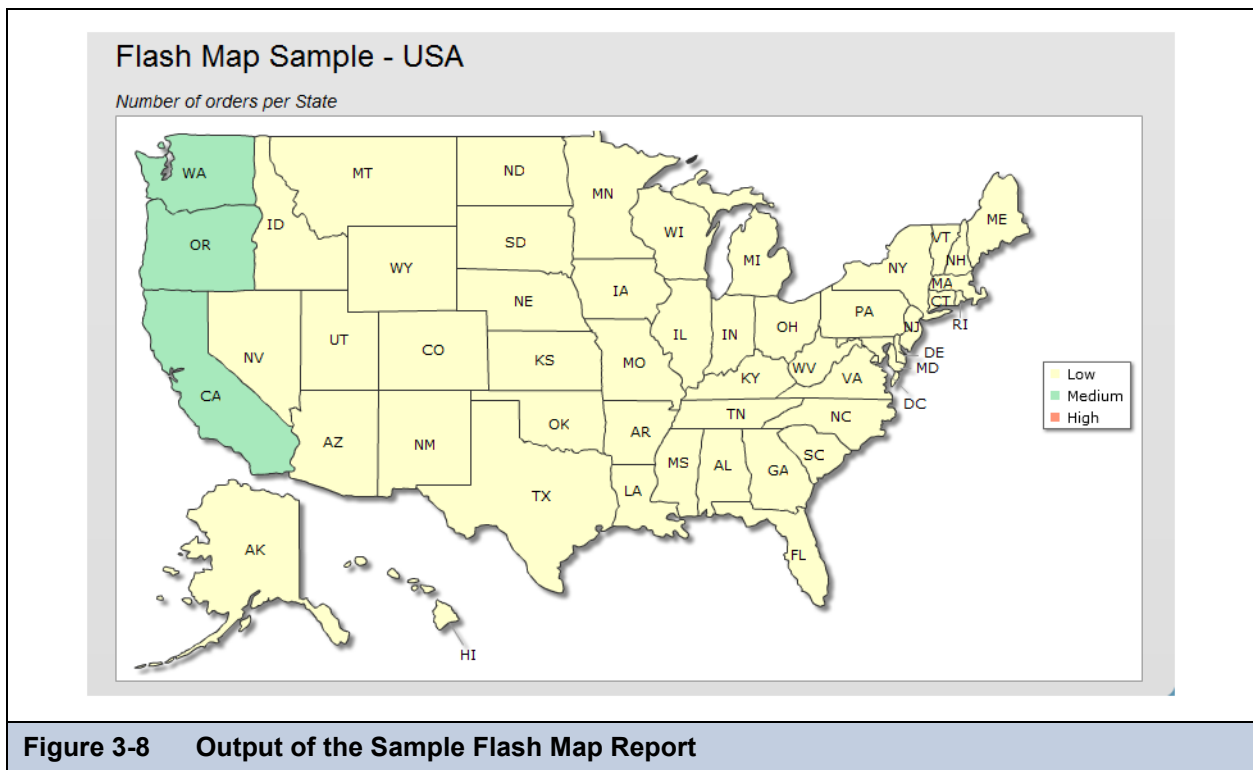 Flash Map Sample - USA
Number of orders per State
WA
MT
ND
MN
ME
OR
ID
SD
WI
VT
NH
WY
MI
NY
MA
NE
IA
CT
RI
NV
UT
CO
KS
MO
IL
IN
OH
PA
NJ
DE
MD
WV
VA
KY
DC
CA
AZ
NM
OK
AR
TN
NC
SC
MS
AL
GA
TX
LA
FL
AK
HI
Low
Medium
High
Figure 3-8 Output of the Sample Flash Map Report